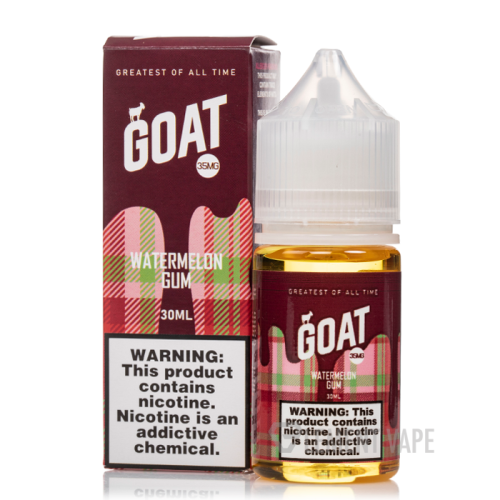 GREATEST OF ALL TIME
GOAT
35MG
WATERMELON
GUM
30ML
WARNING:
This product
contains
nicotine.
Nicotine is an
addictive
chemical.
GREATEST OF ALL TIME
GOAT
35MG
WATERMELON
GUM
30ML
WARNING: This product
contains nicotine. Nicotine
is an addictive chemical.
VAPE